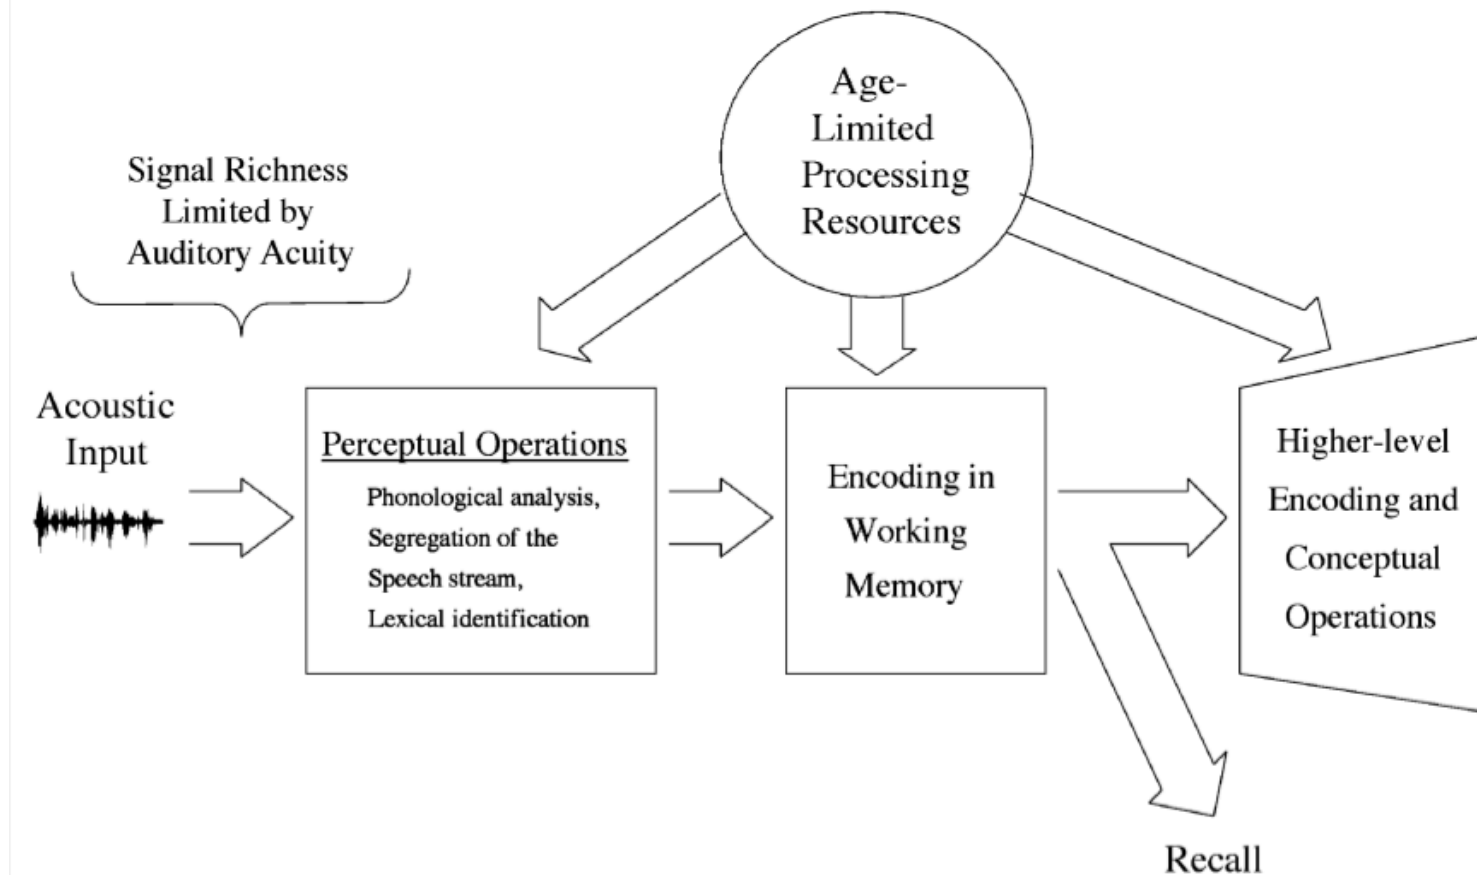 Age-
Limited
Processing
Resources
Signal Richness
Limited by
Auditory Acuity
Acoustic
Input
Perceptual Operations
Phonological analysis,
Segregation of the
Speech stream,
Lexical identification
Encoding in
Working
Memory
Higher-level
Encoding and
Conceptual
Operations
Recall